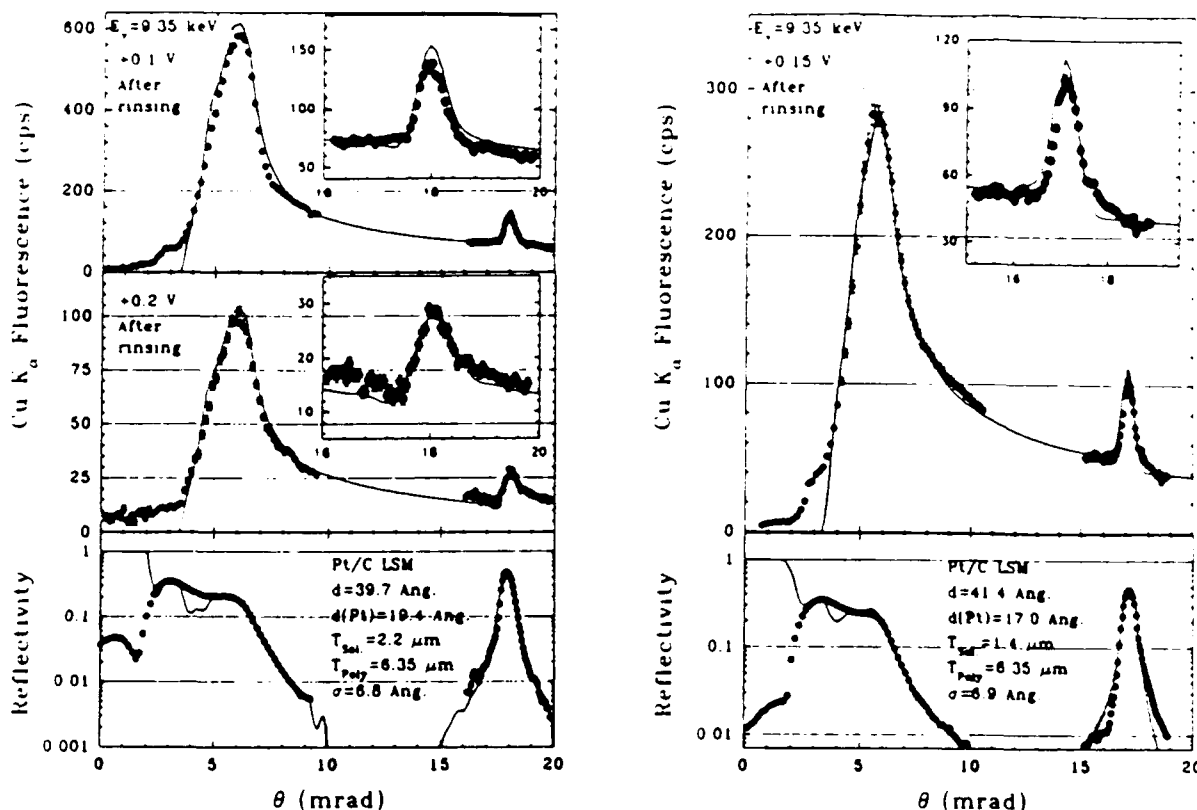 E_γ=9.35 keV
+0.1 V
After
rinsing
Cu K_α Fluorescence (cps)
600
400
200
0
150
100
50
16
18
20
+0.2 V
After
rinsing
Cu K_α Fluorescence (cps)
100
75
50
25
0
30
20
10
16
18
20
Reflectivity
1
0.1
0.01
0.001
Pt/C LSM
d=39.7 Ang.
d(Pt)=19.4 Ang.
T_Sol.=2.2 μm
T_Poly=6.35 μm
σ=6.8 Ang.
0
5
10
15
20
θ (mrad)
E_γ=9.35 keV
+0.15 V
After
rinsing
Cu K_α Fluorescence (cps)
300
200
100
0
120
90
60
30
16
18
Reflectivity
1
0.1
0.01
Pt/C LSM
d=41.4 Ang.
d(Pt)=17.0 Ang.
T_Sol=1.4 μm
T_Poly=6.35 μm
σ=6.9 Ang.
0
5
10
15
20
θ (mrad)